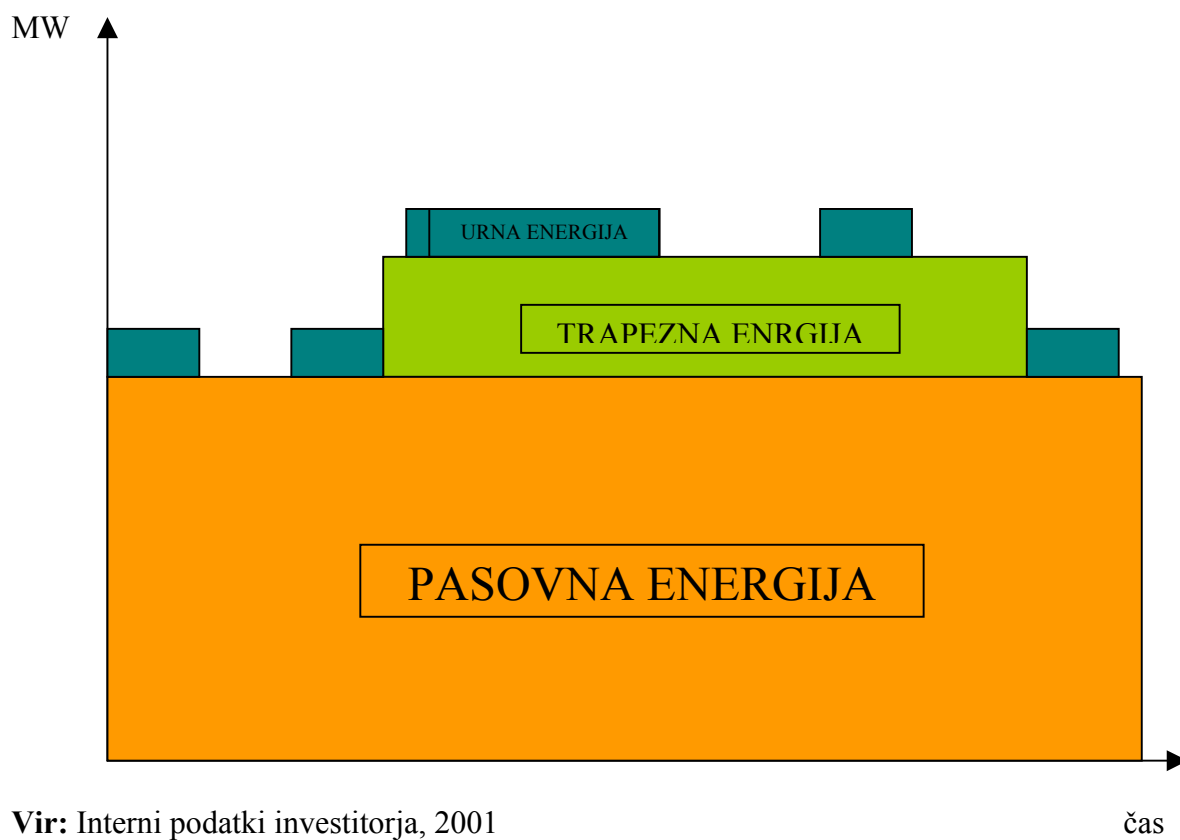 MW
URNA ENERGIJA
TRAPEZNA ENRGIJA
PASOVNA ENERGIJA
Vir: Interni podatki investitorja, 2001 čas